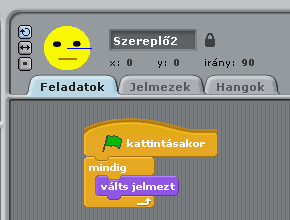 Szereplő2
x: 0 y: 0 irány: 90
Feladatok Jelmezek Hangok
kattintásakor
mindig
válts jelmezt